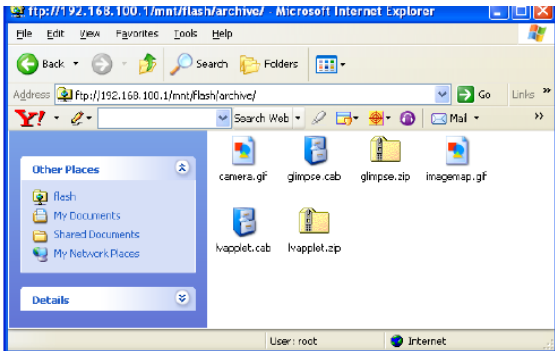 ftp://192.168.100.1/mnt/flash/archive/ - Microsoft Internet Explorer
File Edit View Favorites Tools Help
Back Search Folders
Address ftp://192.168.100.1/mnt/flash/archive/ Go Links »
Y! Search Web Mail »
Other Places
flash
My Documents
Shared Documents
My Network Places
Details
camera.gif glimpse.cab glimpse.zip imagemap.gif
lvapplet.cab lvapplet.zip
User: root Internet